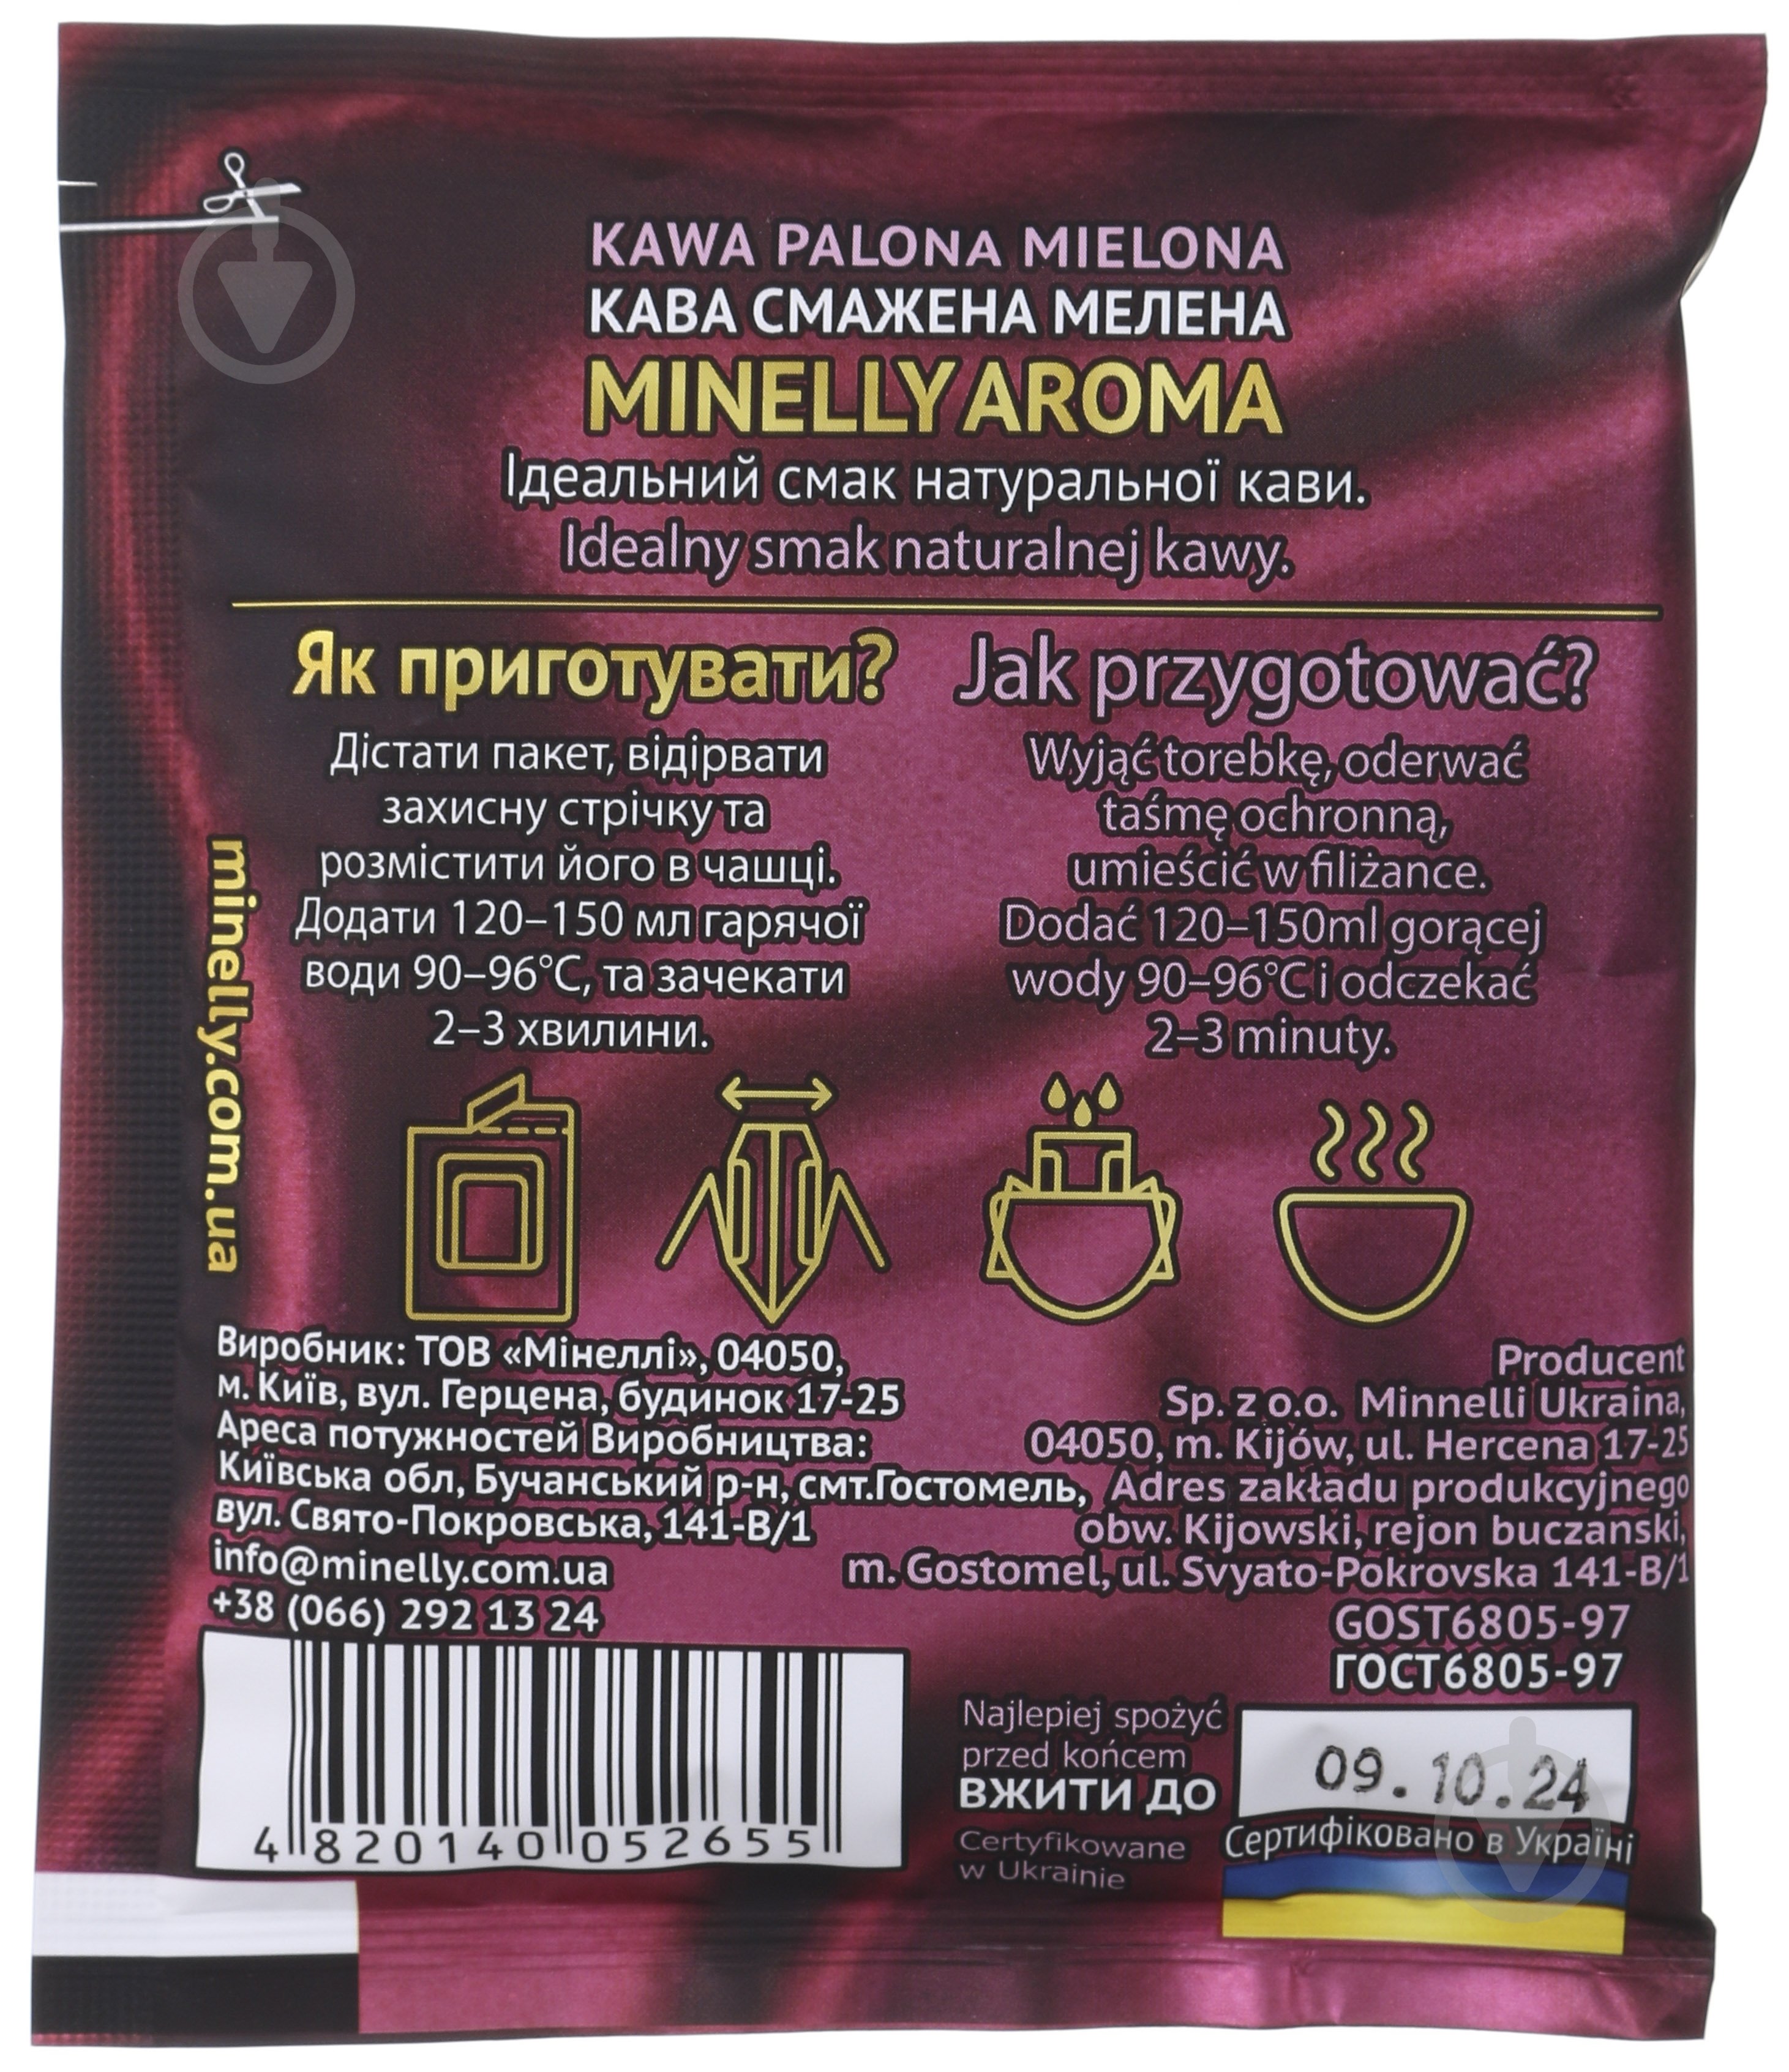 KAWA PALONA MIELONA
КАВА СМАЖЕНА МЕЛЕНА
MINELLY AROMA
Ідеальний смак натуральної кави.
Idealny smak naturalnej kawy.
Як приготувати?
Дістати пакет, відірвати
захисну стрічку та
розмістити його в чашці.
Додати 120–150 мл гарячої
води 90–96°C, та зачекати
2–3 хвилини.
Jak przygotować?
Wyjąć torebkę, oderwać
taśmę ochronną,
umieścić w filiżance.
Dodać 120–150ml gorącej
wody 90–96°C i odczekać
2–3 minuty.
minelly.com.ua
Виробник: ТОВ «Мінеллі», 04050,
м. Київ, вул. Герцена, будинок 17-25
Ареса потужностей Виробництва:
Київська обл, Бучанський р-н, смт.Гостомель,
вул. Свято-Покровська, 141-В/1
info@minelly.com.ua
+38 (066) 292 13 24
Producent
Sp. z o.o. Minnelli Ukraina,
04050, m. Kijów, ul. Hercena 17-25
Adres zakładu produkcyjnego
obw. Kijowski, rejon buczanski,
m. Gostomel, ul. Svyato-Pokrovska 141-B/1
GOST6805-97
ГОСТ6805-97
4820140052655
Najlepiej spożyć
przed końcem
ВЖИТИ ДО
09.10.24
Certyfikowane
w Ukrainie
Сертифіковано в Україні